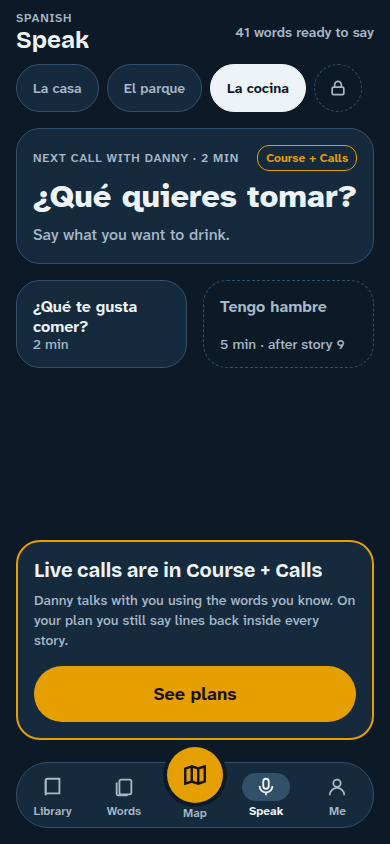 SPANISH
Speak
41 words ready to say
La casa
El parque
La cocina
NEXT CALL WITH DANNY · 2 MIN
Course + Calls
¿Qué quieres tomar?
Say what you want to drink.
¿Qué te gusta
comer?
2 min
Tengo hambre
5 min · after story 9
Live calls are in Course + Calls
Danny talks with you using the words you know. On
your plan you still say lines back inside every
story.
See plans
Library
Words
Map
Speak
Me